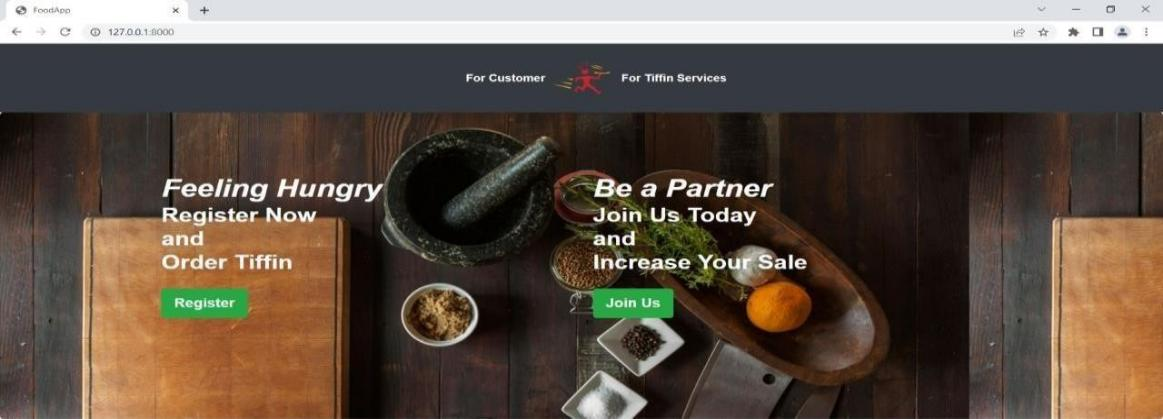 FoodApp
127.0.0.1:8000
For Customer
For Tiffin Services
Feeling Hungry
Register Now
and
Order Tiffin
Register
Be a Partner
Join Us Today
and
Increase Your Sale
Join Us